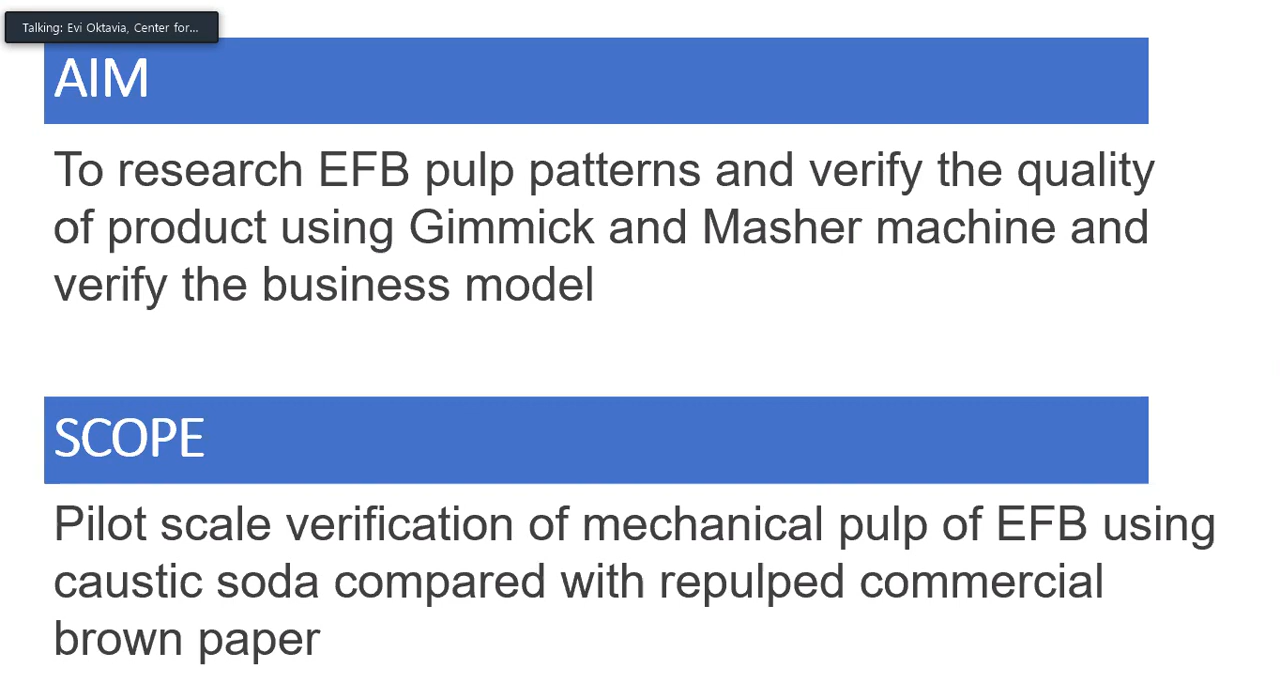 Talking: Evi Oktavia, Center for...
AIM
To research EFB pulp patterns and verify the quality
of product using Gimmick and Masher machine and
verify the business model
SCOPE
Pilot scale verification of mechanical pulp of EFB using
caustic soda compared with repulped commercial
brown paper